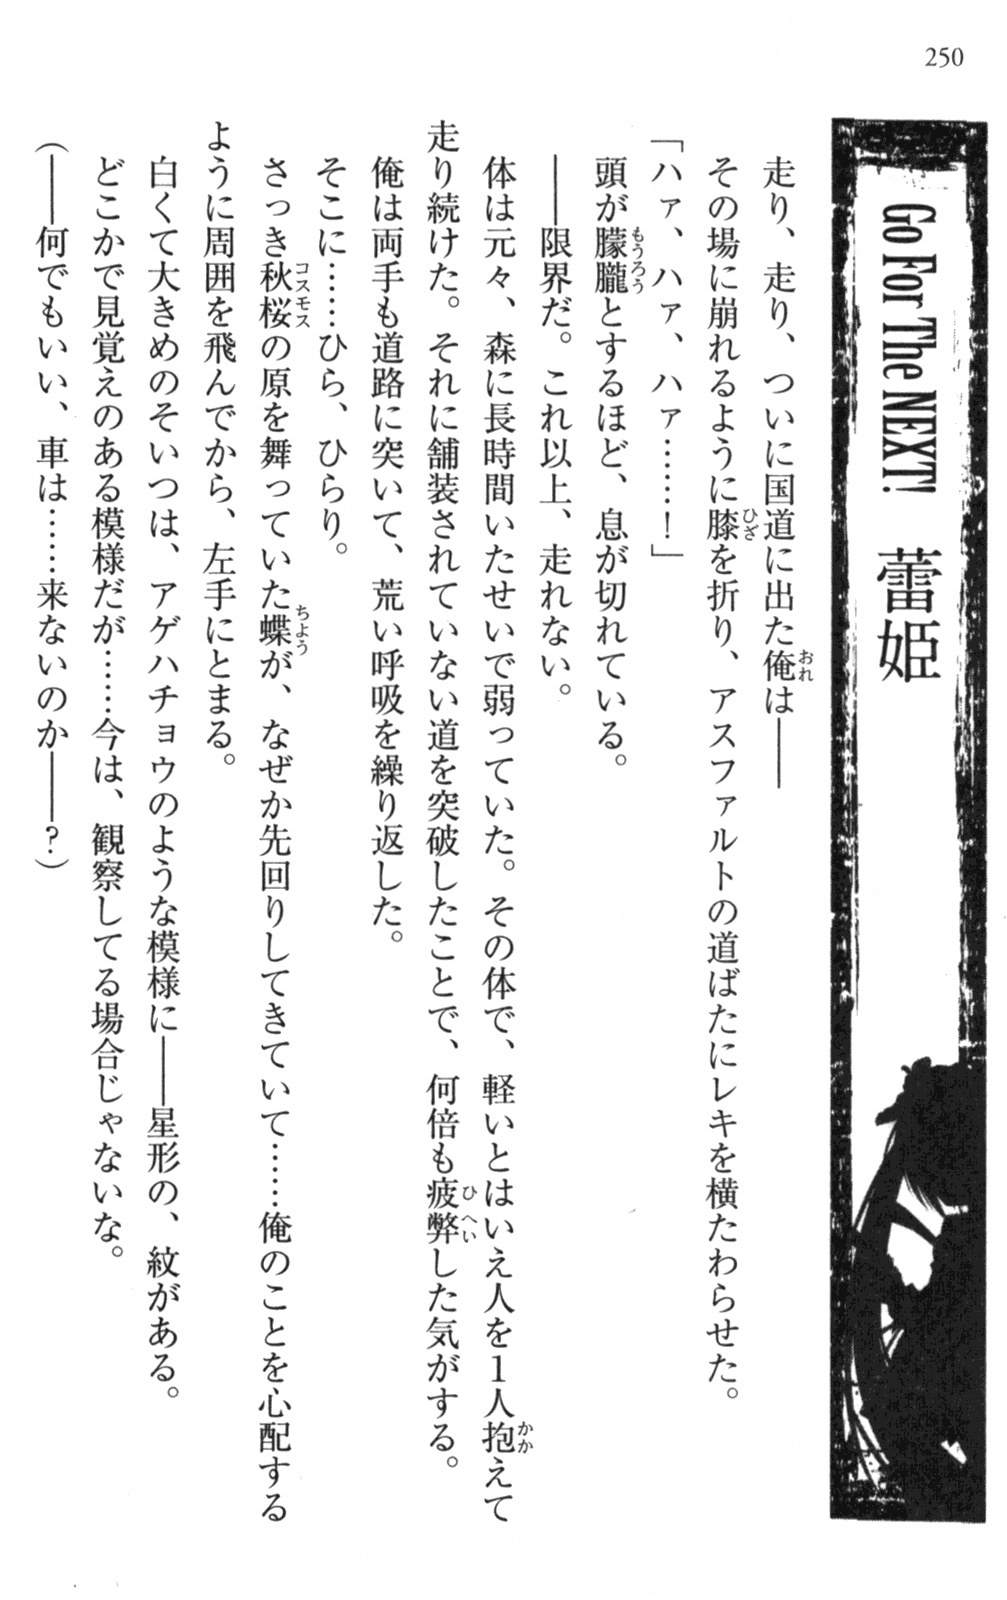 250
Go For The NEXT! 蕾姫
走り、走り、ついに国道に出た俺は――
その場に崩れるように膝を折り、アスファルトの道ばたにレキを横たわらせた。
「ハァ、ハァ、ハァ……！」
頭が朦朧とするほど、息が切れている。
――限界だ。これ以上、走れない。
体は元々、森に長時間いたせいで弱っていた。その体で、軽いとはいえ人を1人抱えて
走り続けた。それに舗装されていない道を突破したことで、何倍も疲弊した気がする。
俺は両手も道路に突いて、荒い呼吸を繰り返した。
そこに……ひら、ひらり。
さっき秋桜の原を舞っていた蝶が、なぜか先回りしてきていて……俺のことを心配する
ように周囲を飛んでから、左手にとまる。
白くて大きめのそいつは、アゲハチョウのような模様に――星形の、紋がある。
どこかで見覚えのある模様だが……今は、観察してる場合じゃないな。
（――何でもいい、車は……来ないのか――？）